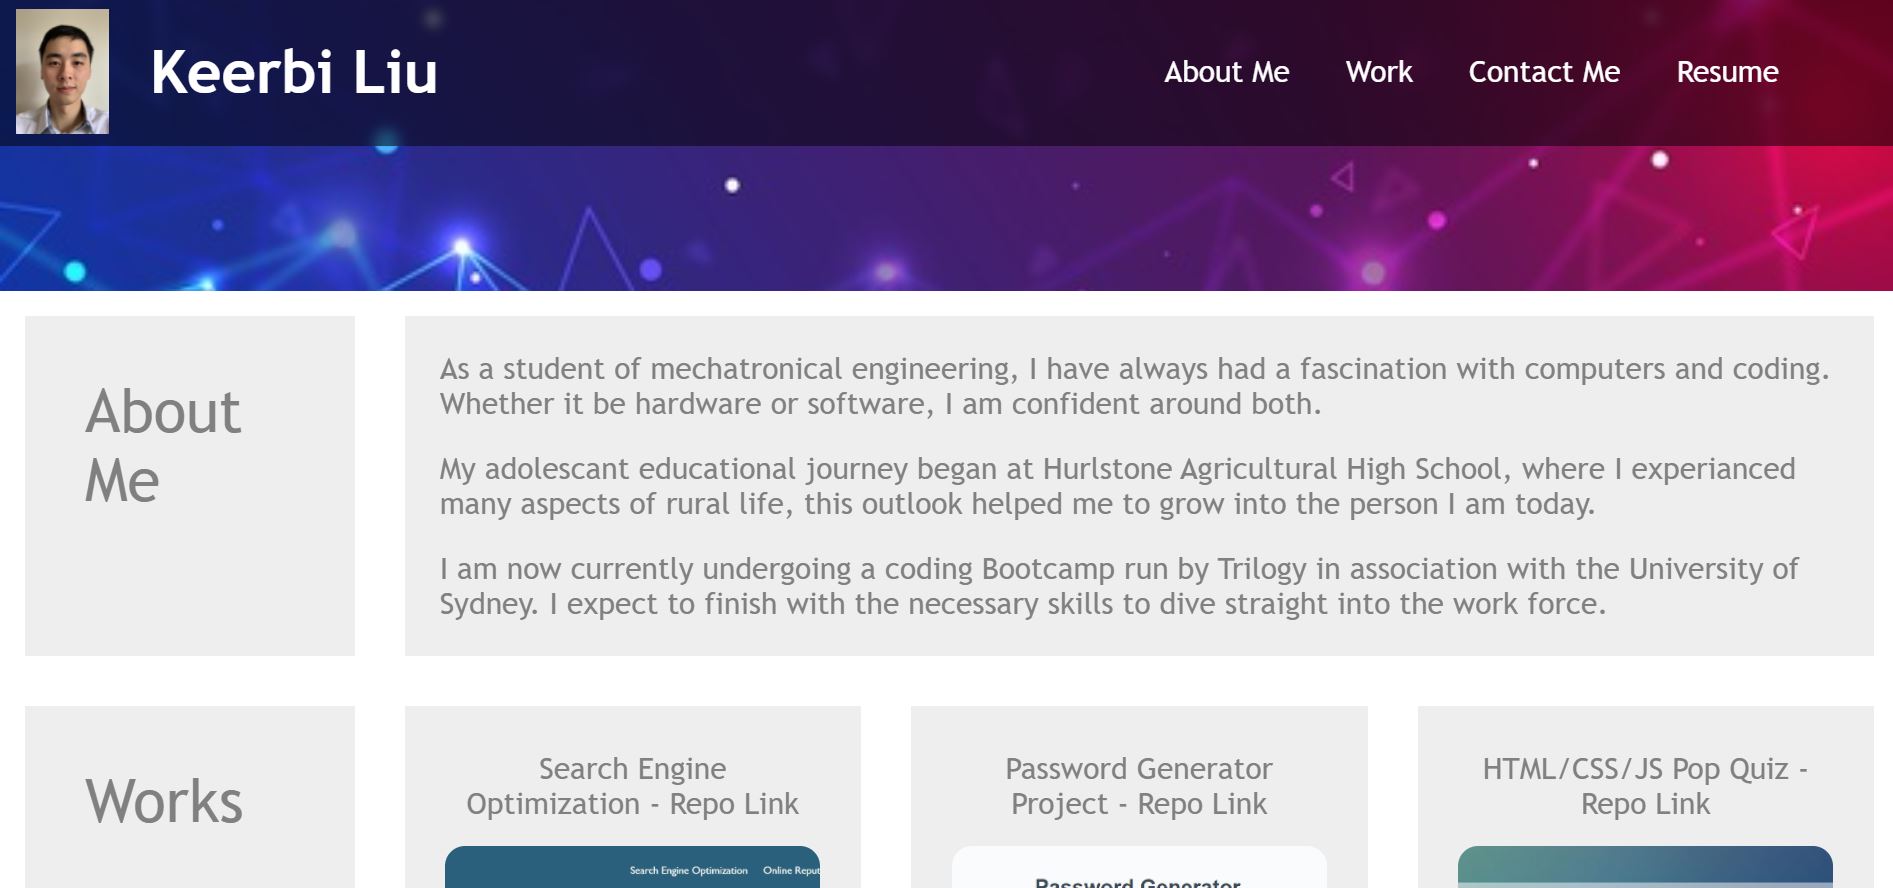 Keerbi Liu
About Me
Work
Contact Me
Resume
About
Me
As a student of mechatronical engineering, I have always had a fascination with computers and coding.
Whether it be hardware or software, I am confident around both.
My adolescant educational journey began at Hurlstone Agricultural High School, where I experianced
many aspects of rural life, this outlook helped me to grow into the person I am today.
I am now currently undergoing a coding Bootcamp run by Trilogy in association with the University of
Sydney. I expect to finish with the necessary skills to dive straight into the work force.
Works
Search Engine
Optimization - Repo Link
Search Engine Optimization
Online Reput
Password Generator
Project - Repo Link
Password Generator
HTML/CSS/JS Pop Quiz -
Repo Link